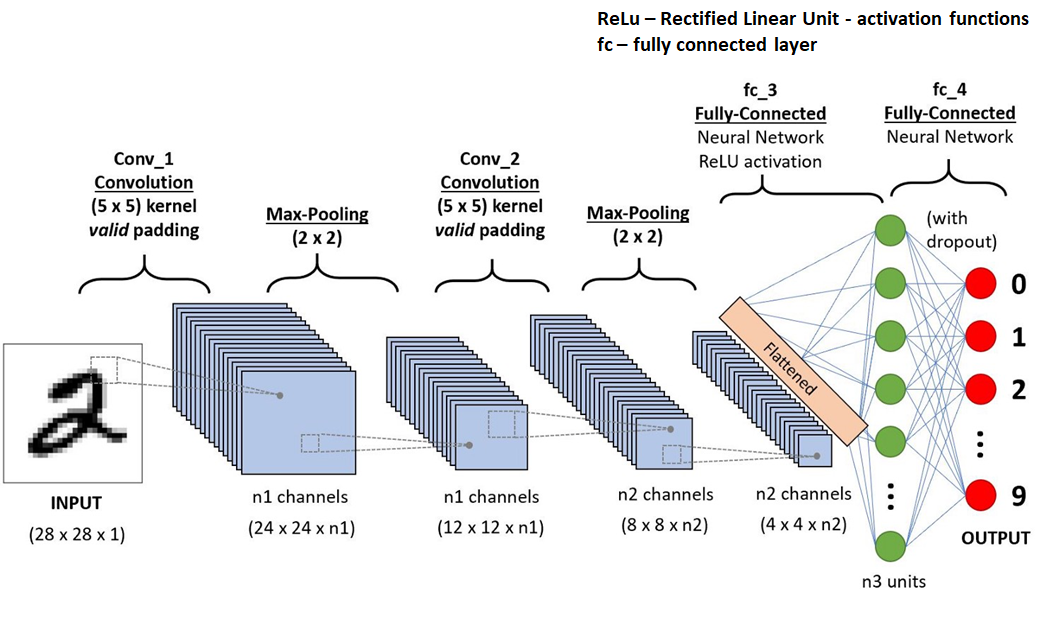 ReLu – Rectified Linear Unit - activation functions
fc – fully connected layer
fc_3
Fully-Connected
Neural Network
ReLU activation
fc_4
Fully-Connected
Neural Network
Conv_1
Convolution
(5 x 5) kernel
valid padding
Max-Pooling
(2 x 2)
Conv_2
Convolution
(5 x 5) kernel
valid padding
Max-Pooling
(2 x 2)
(with
dropout)
Flattened
0
1
2
9
INPUT
(28 x 28 x 1)
n1 channels
(24 x 24 x n1)
n1 channels
(12 x 12 x n1)
n2 channels
(8 x 8 x n2)
n2 channels
(4 x 4 x n2)
n3 units
OUTPUT